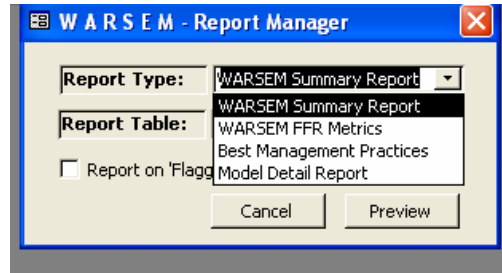 W A R S E M - Report Manager
Report Type: WARSEM Summary Report
WARSEM Summary Report
Report Table: WARSEM FFR Metrics
Best Management Practices
Report on 'Flagg Model Detail Report
Cancel Preview